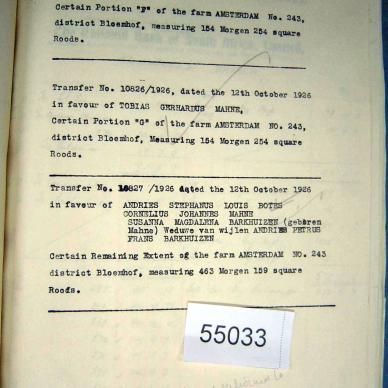 Certain Portion "F" of the farm AMSTERDAM No. 243,
district Bloemhof, measuring 154 Morgen 254 square
Roods.
Transfer No. 10826/1926, dated the 12th October 1926
in favour of TOBIAS GERHARDUS MAHNE,
Certain Portion "G" of the farm AMSTERDAM NO. 243,
district Bloemhof, Measuring 154 Morgen 254 square
Roods.
Transfer No. 10827 /1926 dated the 12th October 1926
in favour of ANDRIES STEPHANUS LOUIS BOTES
CORNELIUS JOHANNES MAHNE
SUSANNA MAGDALENA BARKHUIZEN (geboren
Mahne) Weduwe van wijlen ANDRIES PETRUS
FRANS BARKHUIZEN
Certain Remaining Extent of the farm AMSTERDAM NO. 243
district Bloemhof, measuring 463 Morgen 159 square
Roods.
55033